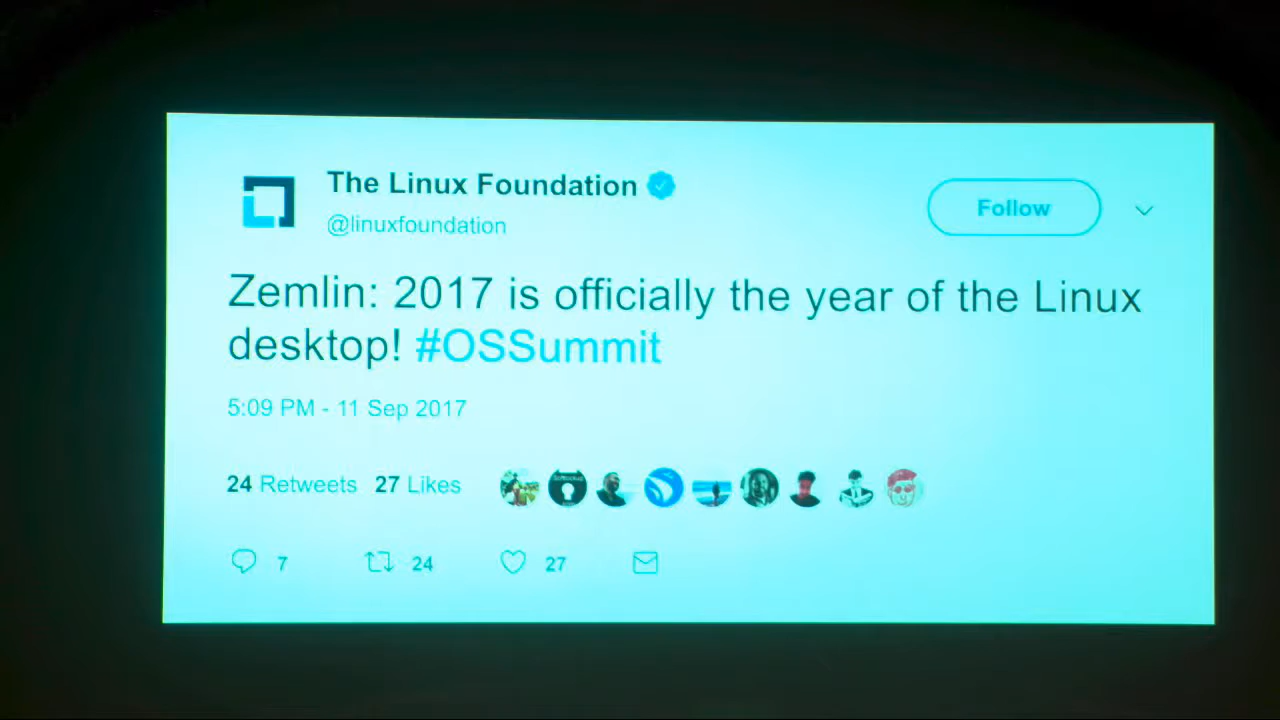 The Linux Foundation
@linuxfoundation
Follow
Zemlin: 2017 is officially the year of the Linux
desktop! #OSSummit
5:09 PM - 11 Sep 2017
24 Retweets 27 Likes
7 24 27